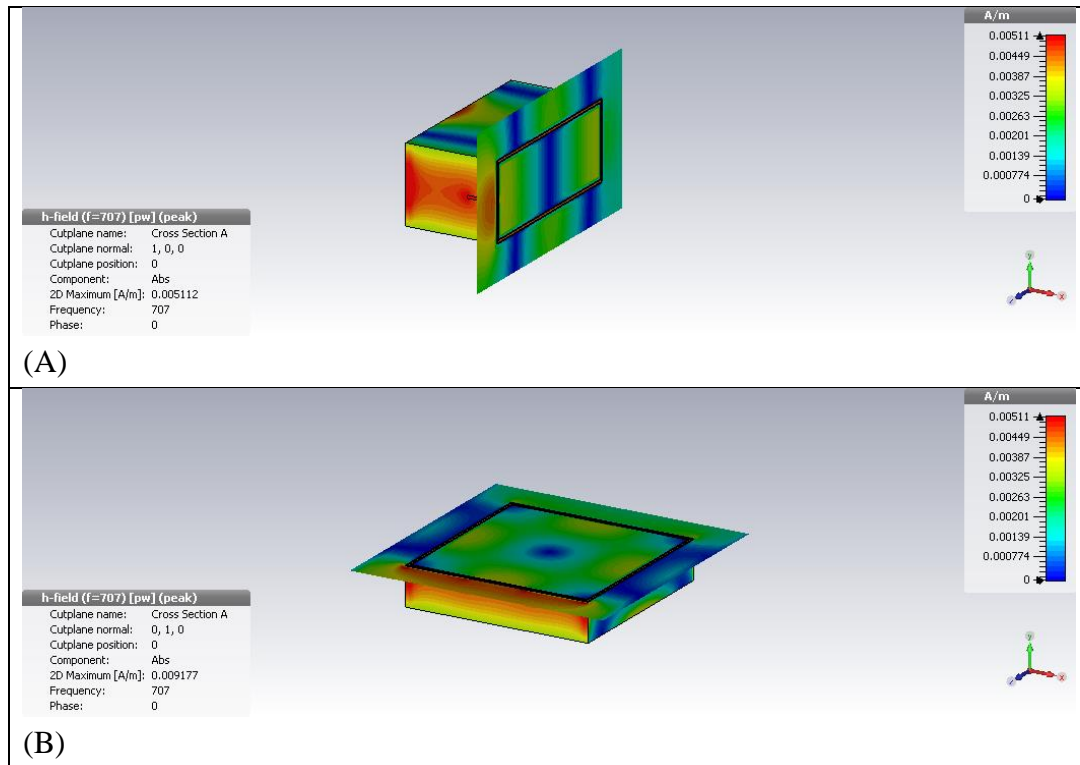 A/m
0.00511
0.00449
0.00387
0.00325
0.00263
0.00201
0.00139
0.000774
0
h-field (f=707) [pw] (peak)
Cutplane name: Cross Section A
Cutplane normal: 1, 0, 0
Cutplane position: 0
Component: Abs
2D Maximum [A/m]: 0.005112
Frequency: 707
Phase: 0
y
z
x
(A)
A/m
0.00511
0.00449
0.00387
0.00325
0.00263
0.00201
0.00139
0.000774
0
h-field (f=707) [pw] (peak)
Cutplane name: Cross Section A
Cutplane normal: 0, 1, 0
Cutplane position: 0
Component: Abs
2D Maximum [A/m]: 0.009177
Frequency: 707
Phase: 0
y
z
x
(B)